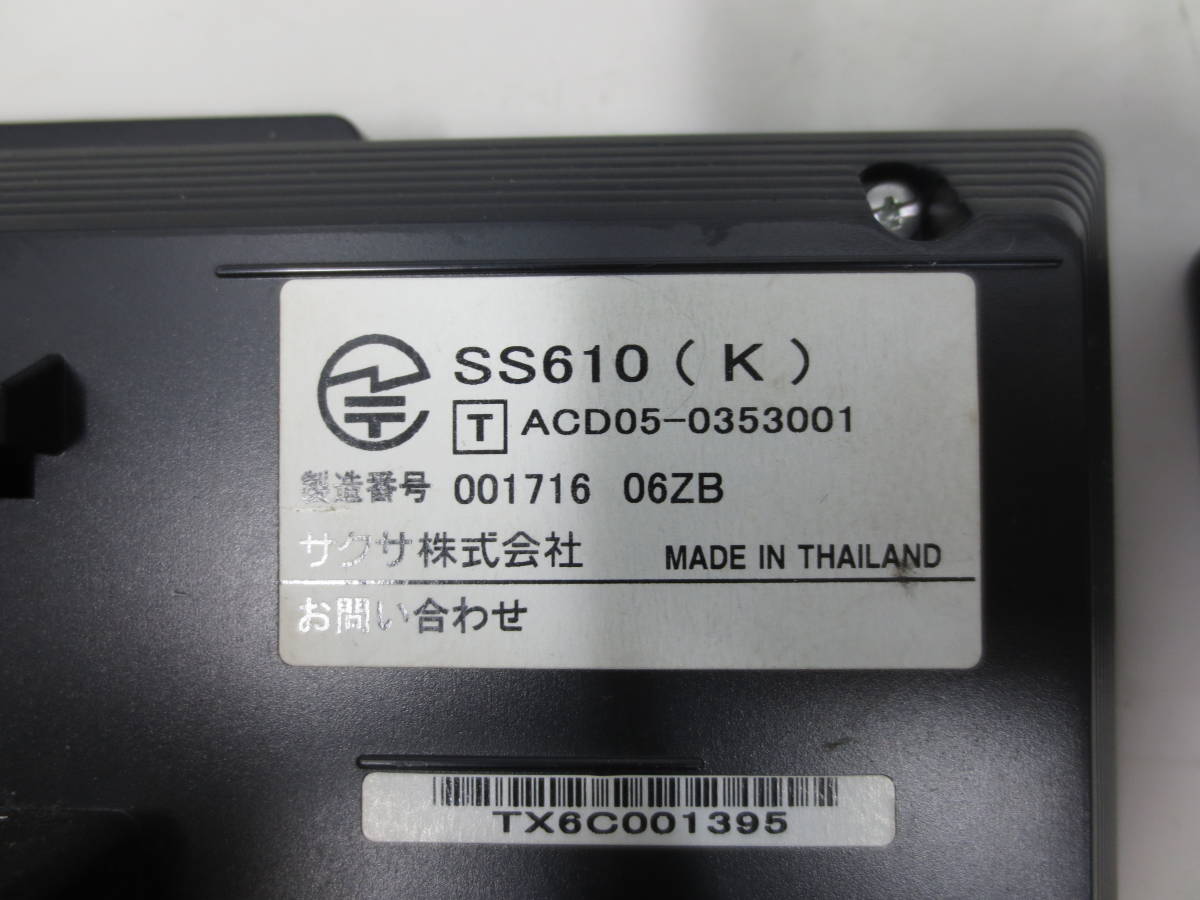 SS610 ( K )
T ACD05-0353001
製造番号 001716 06ZB
サクサ株式会社 MADE IN THAILAND
お問い合わせ
TX6C001395